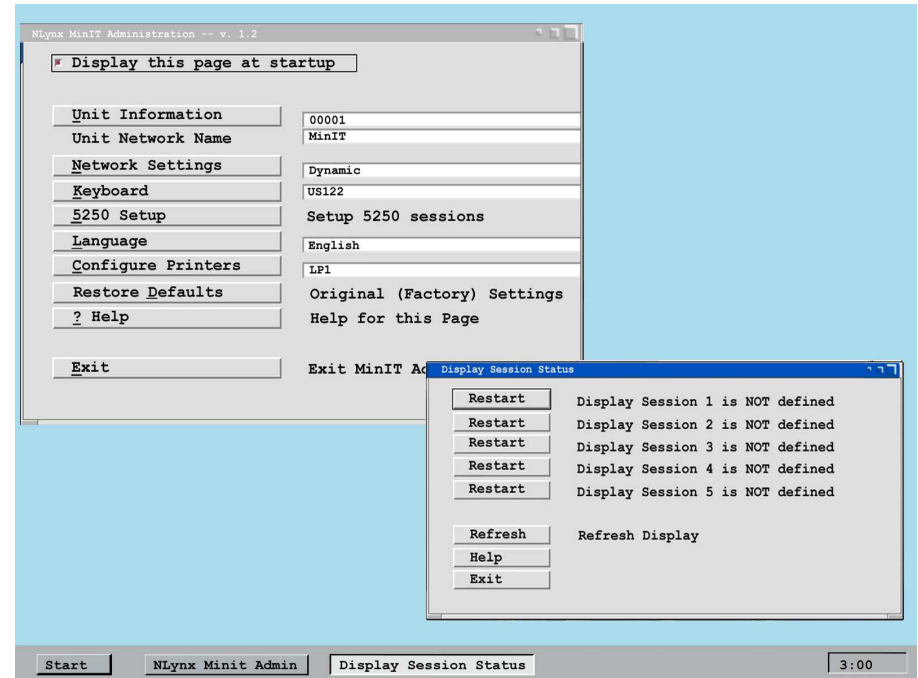 NLynx MinIT Administration -- v. 1.2
Display this page at startup
Unit Information 00001
Unit Network Name MinIT
Network Settings Dynamic
Keyboard US122
5250 Setup Setup 5250 sessions
Language English
Configure Printers LP1
Restore Defaults Original (Factory) Settings
? Help Help for this Page
Exit Exit MinIT Ad
Display Session Status
Restart Display Session 1 is NOT defined
Restart Display Session 2 is NOT defined
Restart Display Session 3 is NOT defined
Restart Display Session 4 is NOT defined
Restart Display Session 5 is NOT defined
Refresh Refresh Display
Help
Exit
Start NLynx Minit Admin Display Session Status 3:00